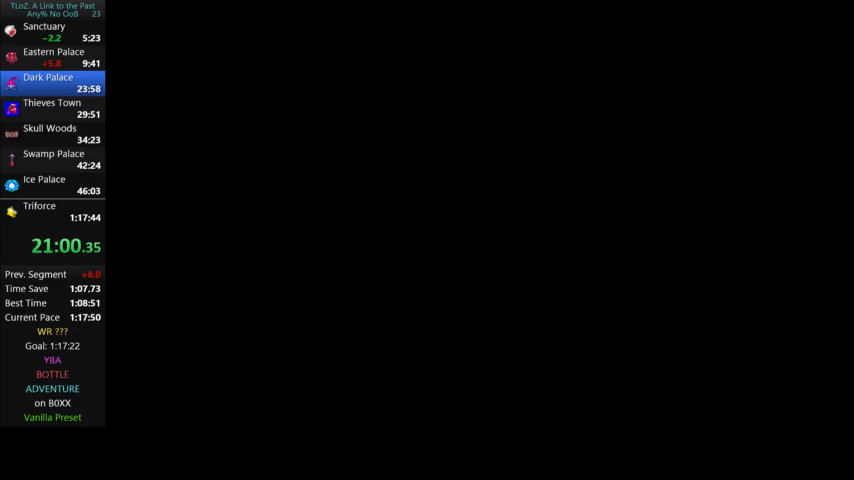 TLoZ: A Link to the Past
Any% No OoB 23
Sanctuary
−2.2 5:23
Eastern Palace
+5.8 9:41
Dark Palace
23:58
Thieves Town
29:51
Skull Woods
34:23
Swamp Palace
42:24
Ice Palace
46:03
Triforce
1:17:44
21:00.35
Prev. Segment +8.0
Time Save 1:07.73
Best Time 1:08:51
Current Pace 1:17:50
WR ???
Goal: 1:17:22
YBA
BOTTLE
ADVENTURE
on B0XX
Vanilla Preset